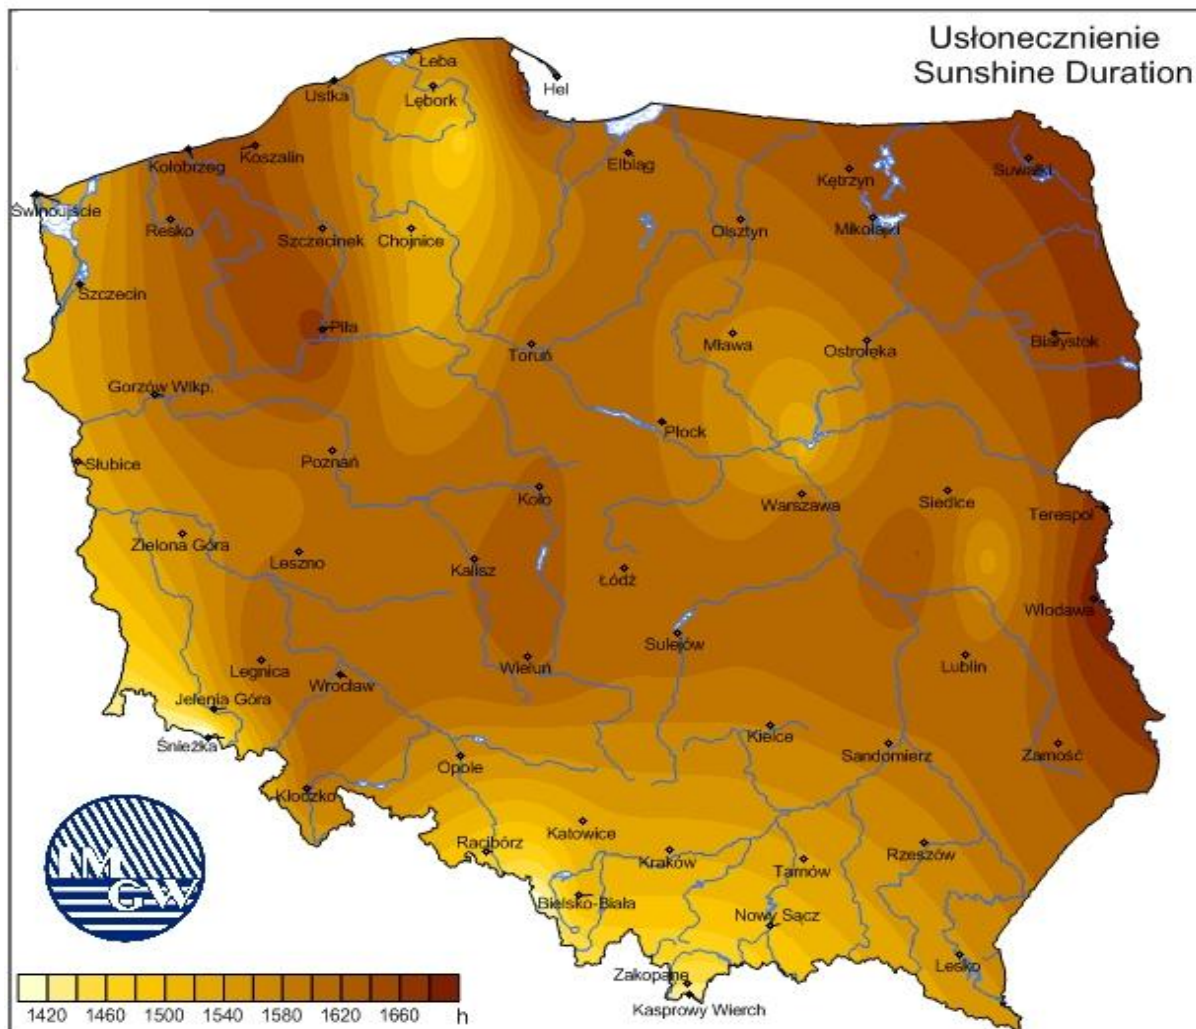 Usłonecznienie
Sunshine Duration
Łeba
Ustka
Lębork
Hel
Kołobrzeg
Koszalin
Elbląg
Kętrzyn
Suwałki
Świnoujście
Resko
Szczecinek
Chojnice
Olsztyn
Mikołajki
Szczecin
Piła
Toruń
Mława
Ostrołęka
Białystok
Gorzów Wlkp.
Płock
Słubice
Poznań
Koło
Warszawa
Siedlce
Terespol
Zielona Góra
Leszno
Kalisz
Łódź
Włodawa
Sulejów
Legnica
Wrocław
Wieluń
Lublin
Jelenia Góra
Śnieżka
Kielce
Sandomierz
Zamość
Opole
Kłodzko
Katowice
Racibórz
Kraków
Tarnów
Rzeszów
IMGW
Bielsko-Biała
Nowy Sącz
Lesko
Zakopane
Kasprowy Wierch
1420 1460 1500 1540 1580 1620 1660 h